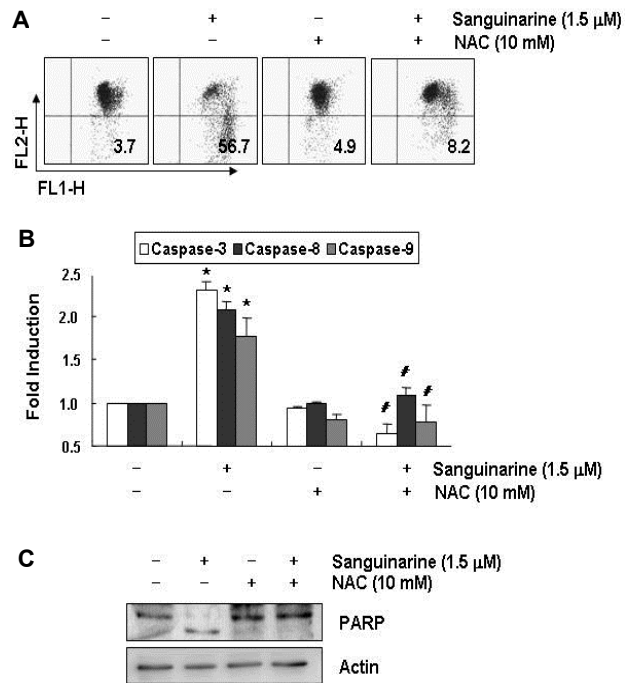 A
– + – + Sanguinarine (1.5 μM)
– – + + NAC (10 mM)
FL2-H
3.7
56.7
4.9
8.2
FL1-H
B
Caspase-3 Caspase-8 Caspase-9
Fold Induction
2.5
2.0
1.5
1.0
0.5
* * *
# # #
– + – + Sanguinarine (1.5 μM)
– – + + NAC (10 mM)
C
– + – + Sanguinarine (1.5 μM)
– – + + NAC (10 mM)
PARP
Actin